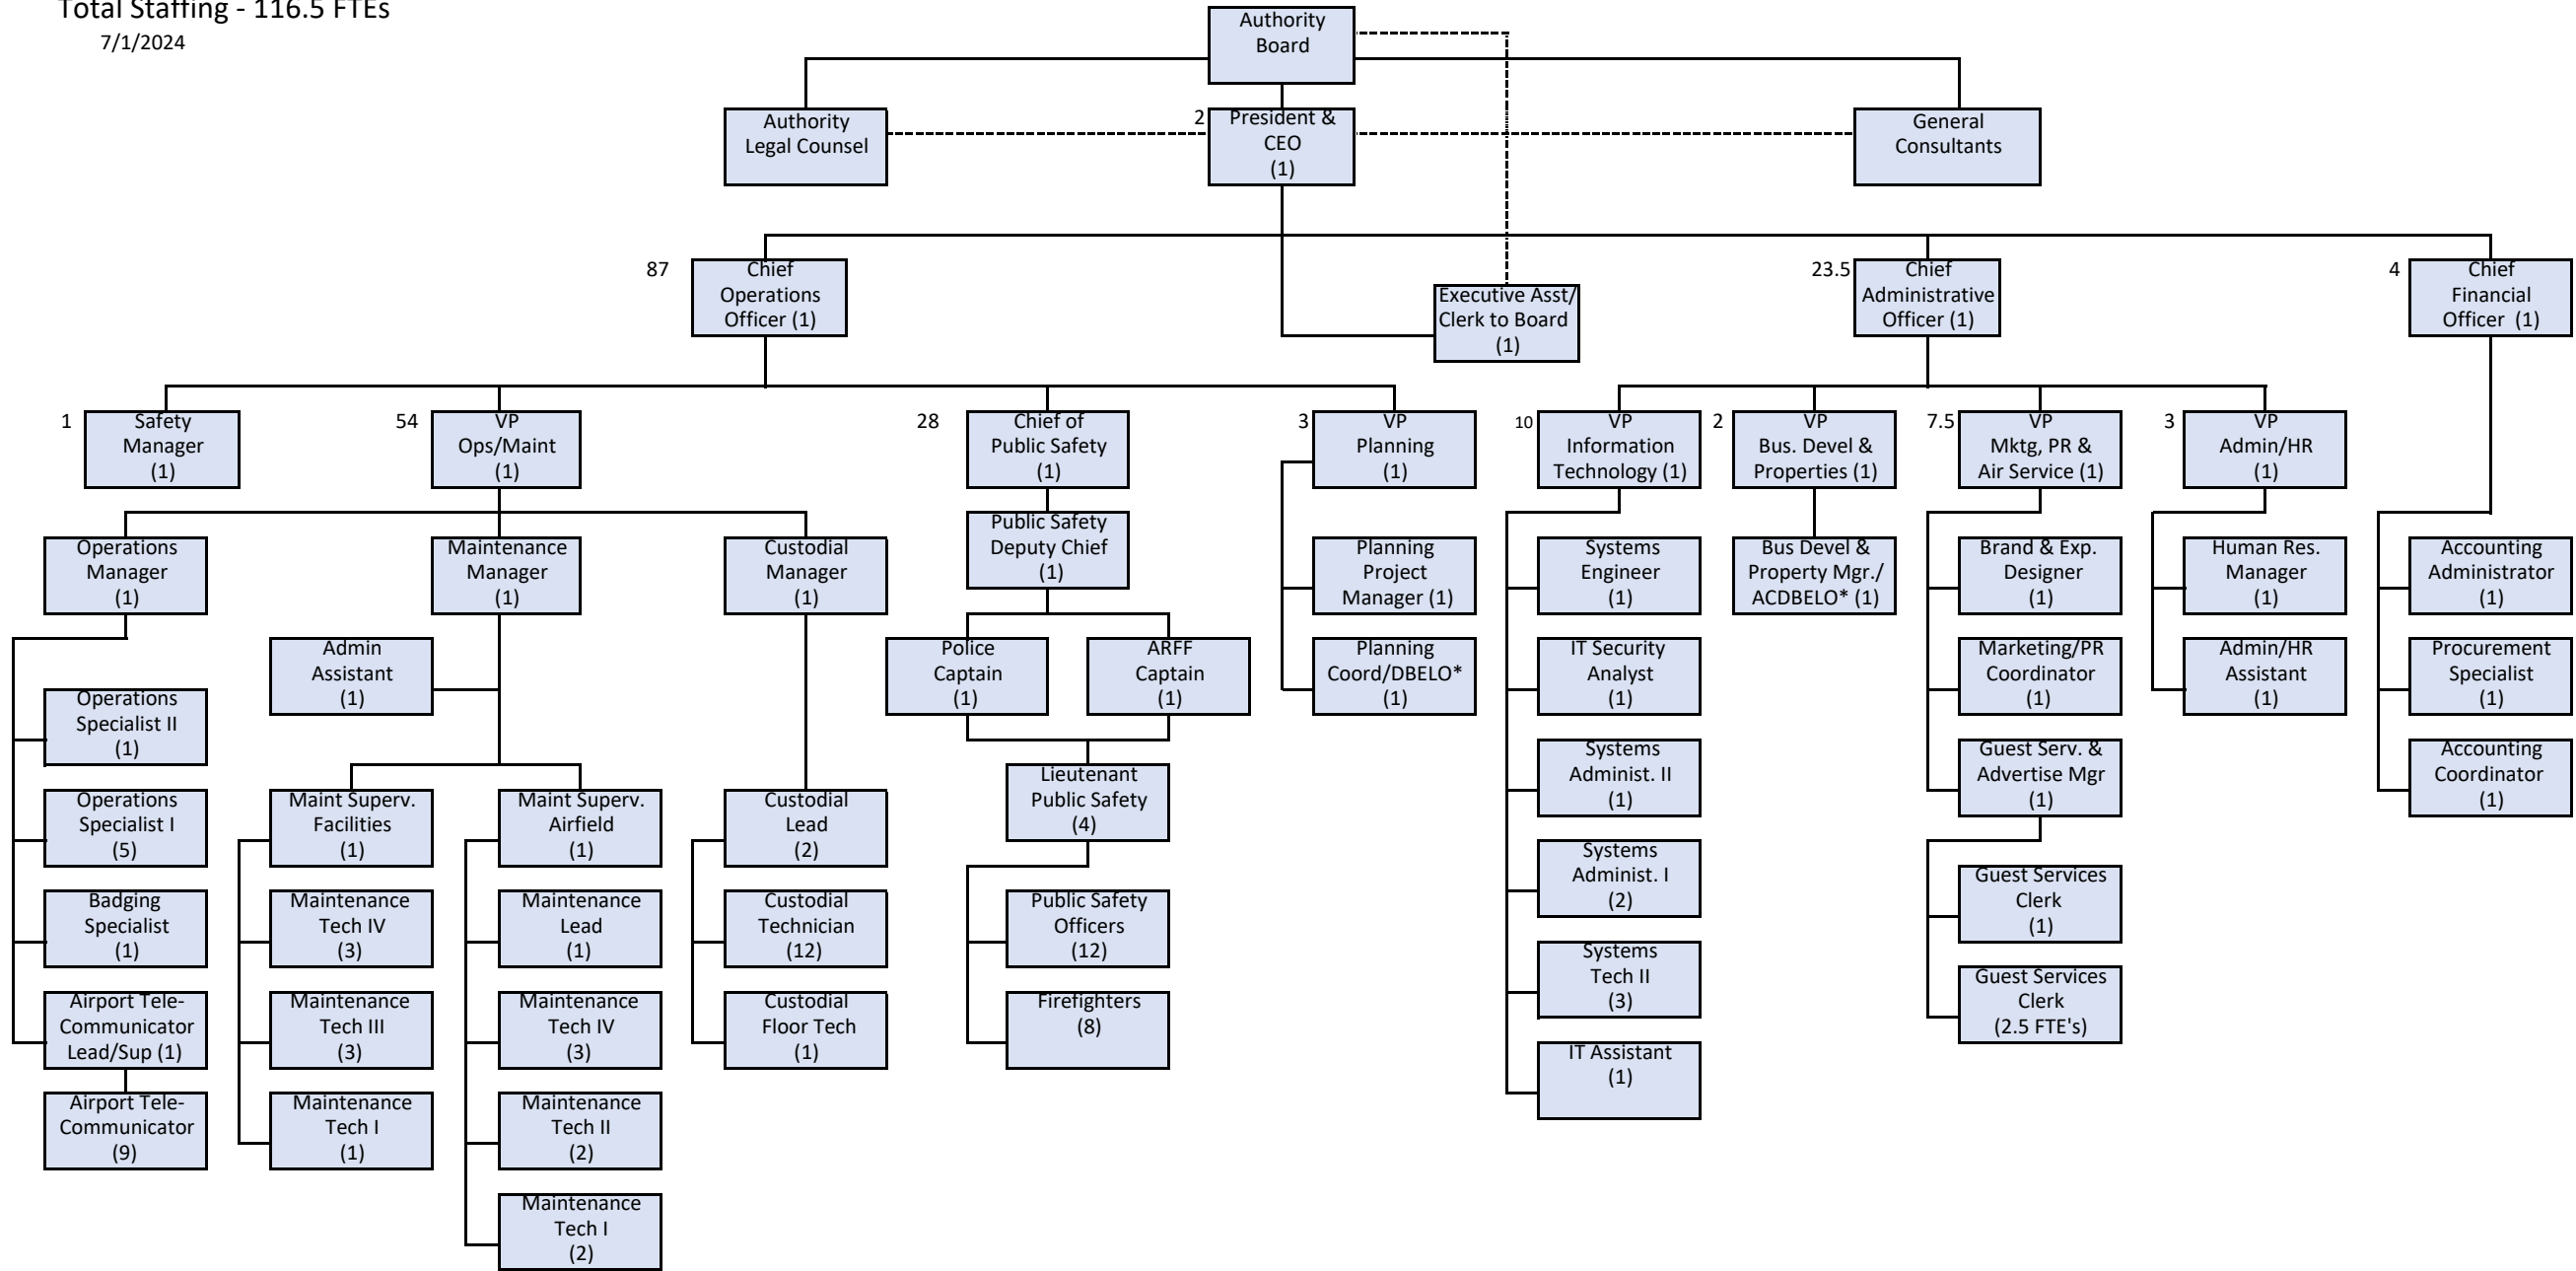 Total Staffing - 116.5 FTEs
7/1/2024
Authority
Board
Authority
Legal Counsel
2
President &
CEO
(1)
General
Consultants
87
Chief
Operations
Officer (1)
Executive Asst/
Clerk to Board
(1)
23.5
Chief
Administrative
Officer (1)
4
Chief
Financial
Officer  (1)
1
Safety
Manager
(1)
54
VP
Ops/Maint
(1)
28
Chief of
Public Safety
(1)
3
VP
Planning
(1)
10
VP
Information
Technology (1)
2
VP
Bus. Devel &
Properties (1)
7.5
VP
Mktg, PR &
Air Service (1)
3
VP
Admin/HR
(1)
Operations
Manager
(1)
Maintenance
Manager
(1)
Custodial
Manager
(1)
Public Safety
Deputy Chief
(1)
Planning
Project
Manager (1)
Systems
Engineer
(1)
Bus Devel &
Property Mgr./
ACDBELO* (1)
Brand & Exp.
Designer
(1)
Human Res.
Manager
(1)
Accounting
Administrator
(1)
Admin
Assistant
(1)
Police
Captain
(1)
ARFF
Captain
(1)
Planning
Coord/DBELO*
(1)
IT Security
Analyst
(1)
Marketing/PR
Coordinator
(1)
Admin/HR
Assistant
(1)
Procurement
Specialist
(1)
Operations
Specialist II
(1)
Systems
Administ. II
(1)
Guest Serv. &
Advertise Mgr
(1)
Accounting
Coordinator
(1)
Lieutenant
Public Safety
(4)
Operations
Specialist I
(5)
Maint Superv.
Facilities
(1)
Maint Superv.
Airfield
(1)
Custodial
Lead
(2)
Systems
Administ. I
(2)
Guest Services
Clerk
(1)
Badging
Specialist
(1)
Maintenance
Tech IV
(3)
Maintenance
Lead
(1)
Custodial
Technician
(12)
Public Safety
Officers
(12)
Systems
Tech II
(3)
Guest Services
Clerk
(2.5 FTE's)
Airport Tele-
Communicator
Lead/Sup (1)
Maintenance
Tech III
(3)
Maintenance
Tech IV
(3)
Custodial
Floor Tech
(1)
Firefighters
(8)
IT Assistant
(1)
Airport Tele-
Communicator
(9)
Maintenance
Tech I
(1)
Maintenance
Tech II
(2)
Maintenance
Tech I
(2)